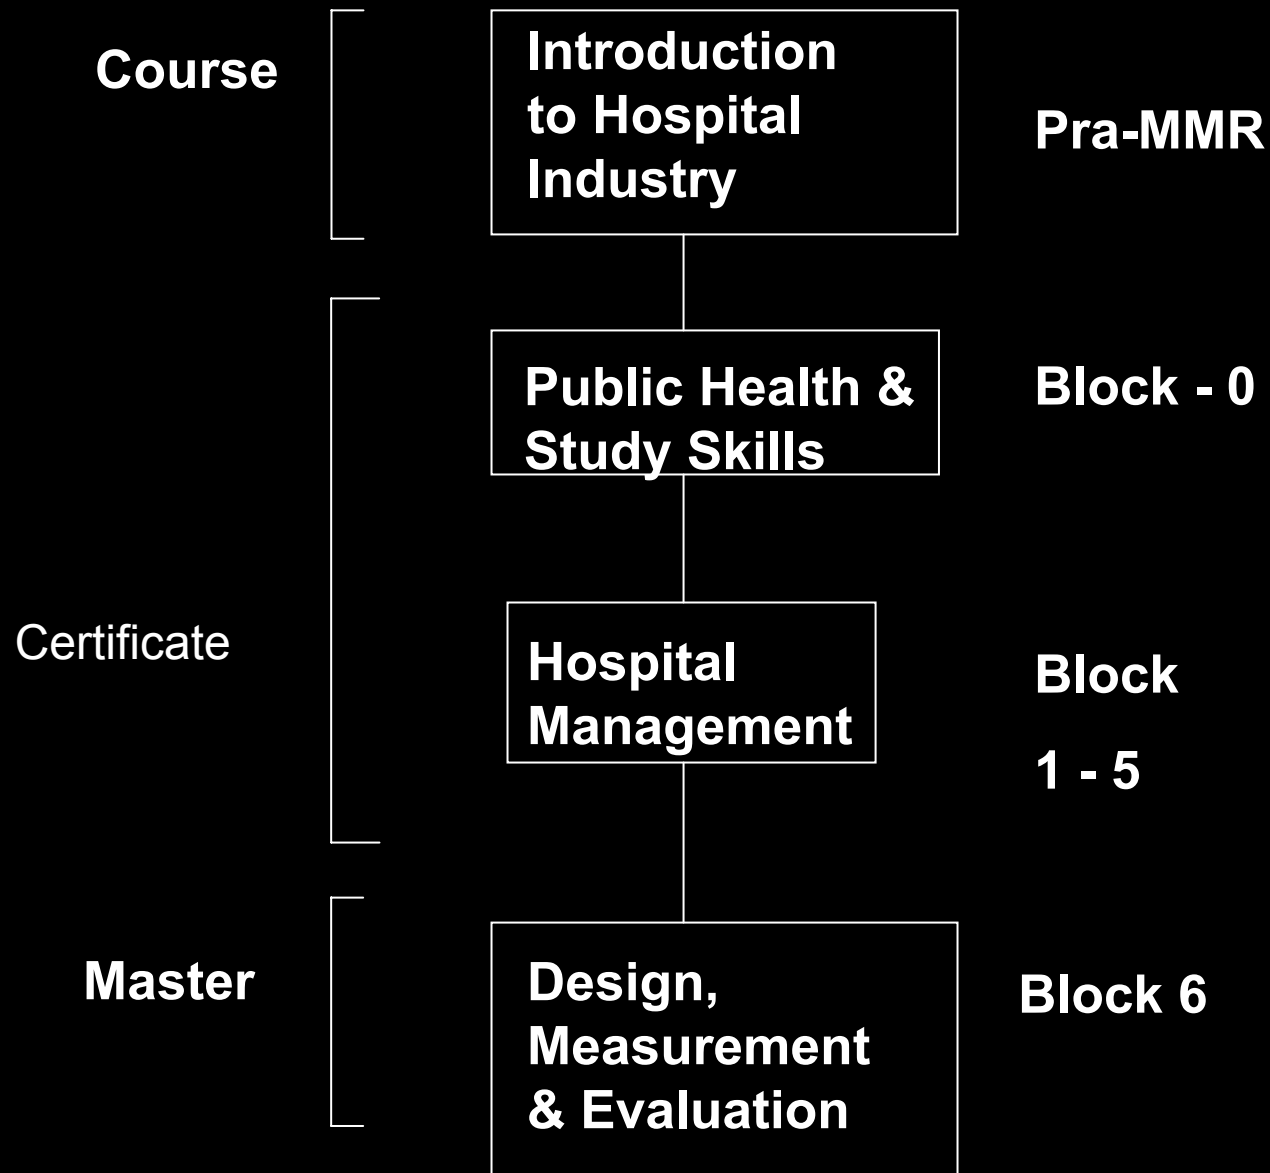 Course
Introduction
to Hospital
Industry
Pra-MMR
Public Health &
Study Skills
Block - 0
Certificate
Hospital
Management
Block
1 - 5
Master
Design,
Measurement
& Evaluation
Block 6